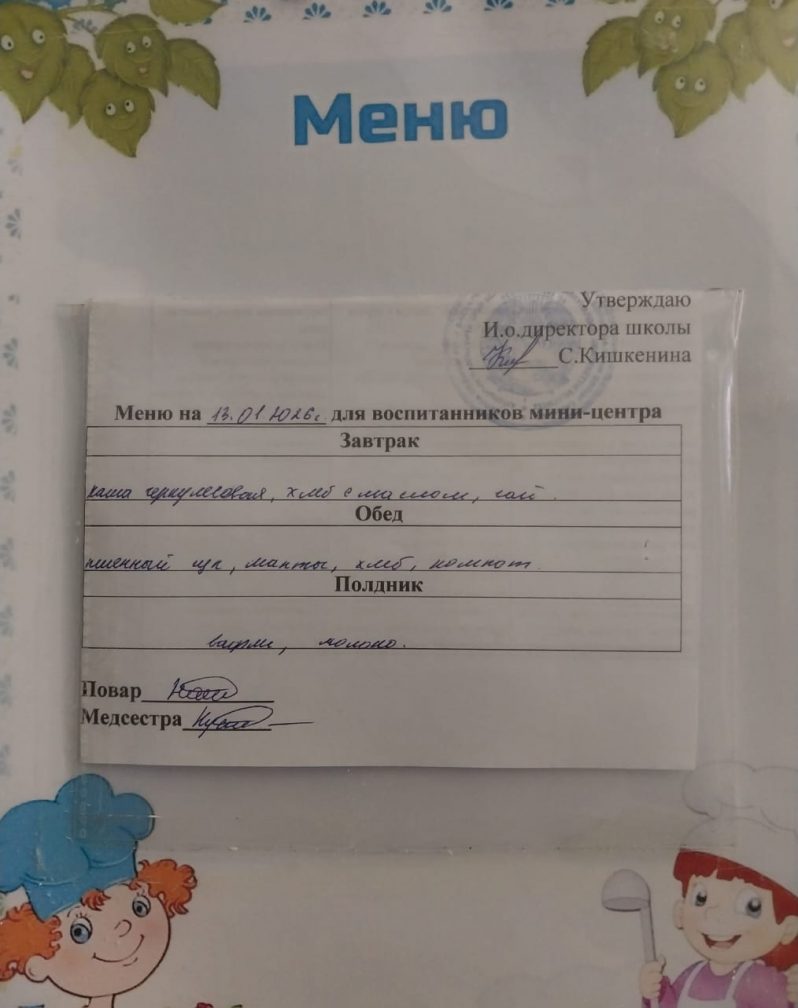 Меню
Утверждаю
И.о.директора школы
С.Кишкенина
Меню на 13.01 2026г для воспитанников мини-центра
Завтрак
каша геркулесовая, хлеб с маслом, чай.
Обед
пшенный суп, манты, хлеб, компот.
Полдник
вафли, молоко.
Повар
Медсестра